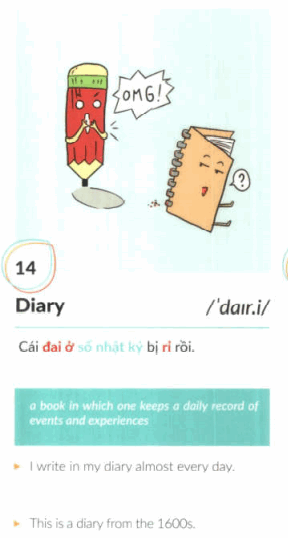 OMG!
?
14
Diary /ˈdaɪr.i/
Cái đai ở sổ nhật ký bị rỉ rồi.
a book in which one keeps a daily record of
events and experiences
I write in my diary almost every day.
This is a diary from the 1600s.